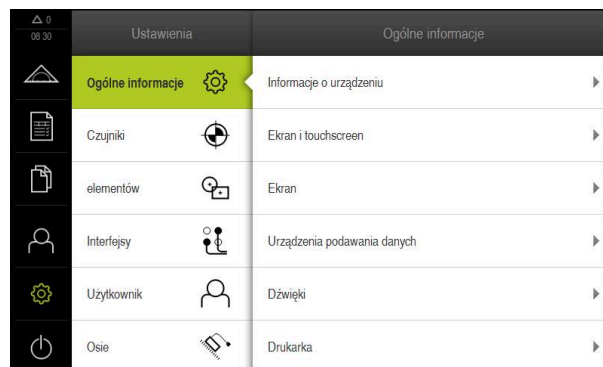 0
08:30
Ustawienia
Ogólne informacje
Ogólne informacje
Informacje o urządzeniu
Czujniki
Ekran i touchscreen
elementów
Ekran
Interfejsy
Urządzenia podawania danych
Użytkownik
Dźwięki
Osie
Drukarka